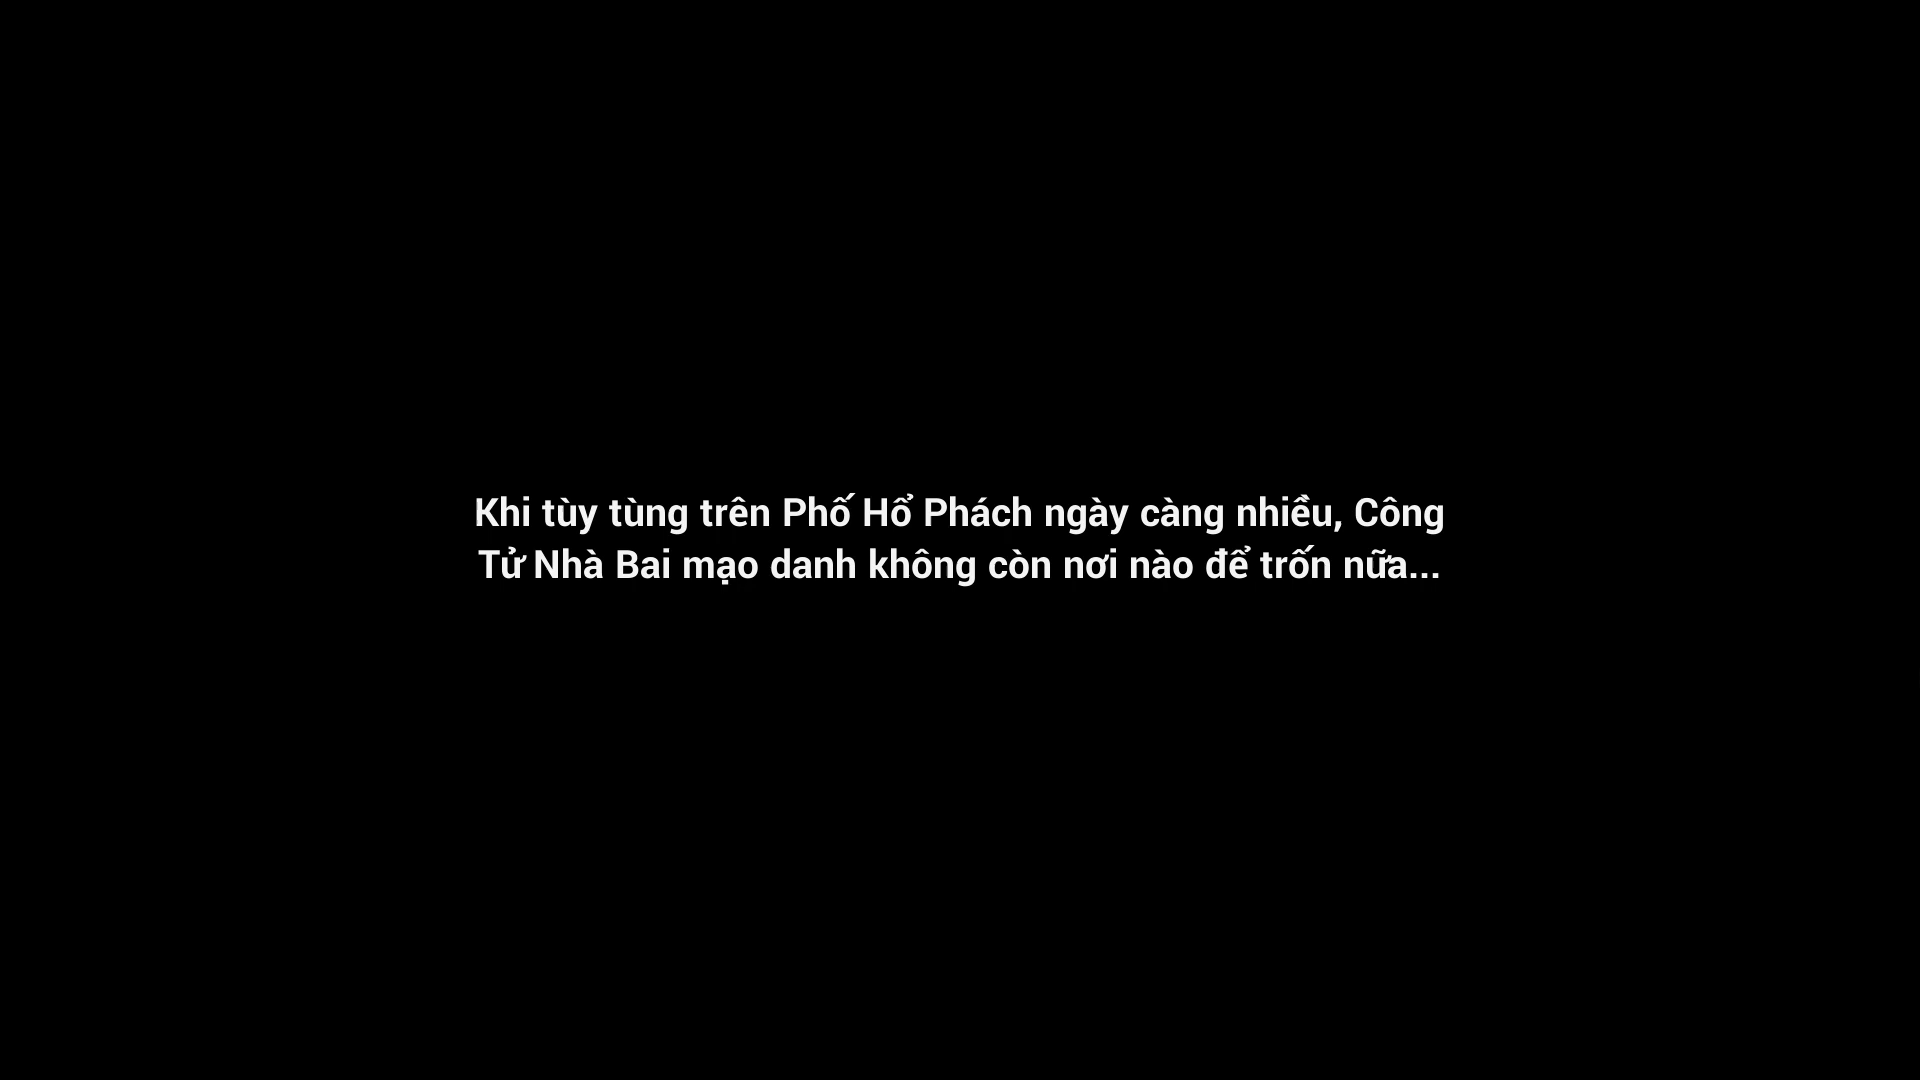 Khi tùy tùng trên Phố Hổ Phách ngày càng nhiều, Công
Tử Nhà Bai mạo danh không còn nơi nào để trốn nữa...